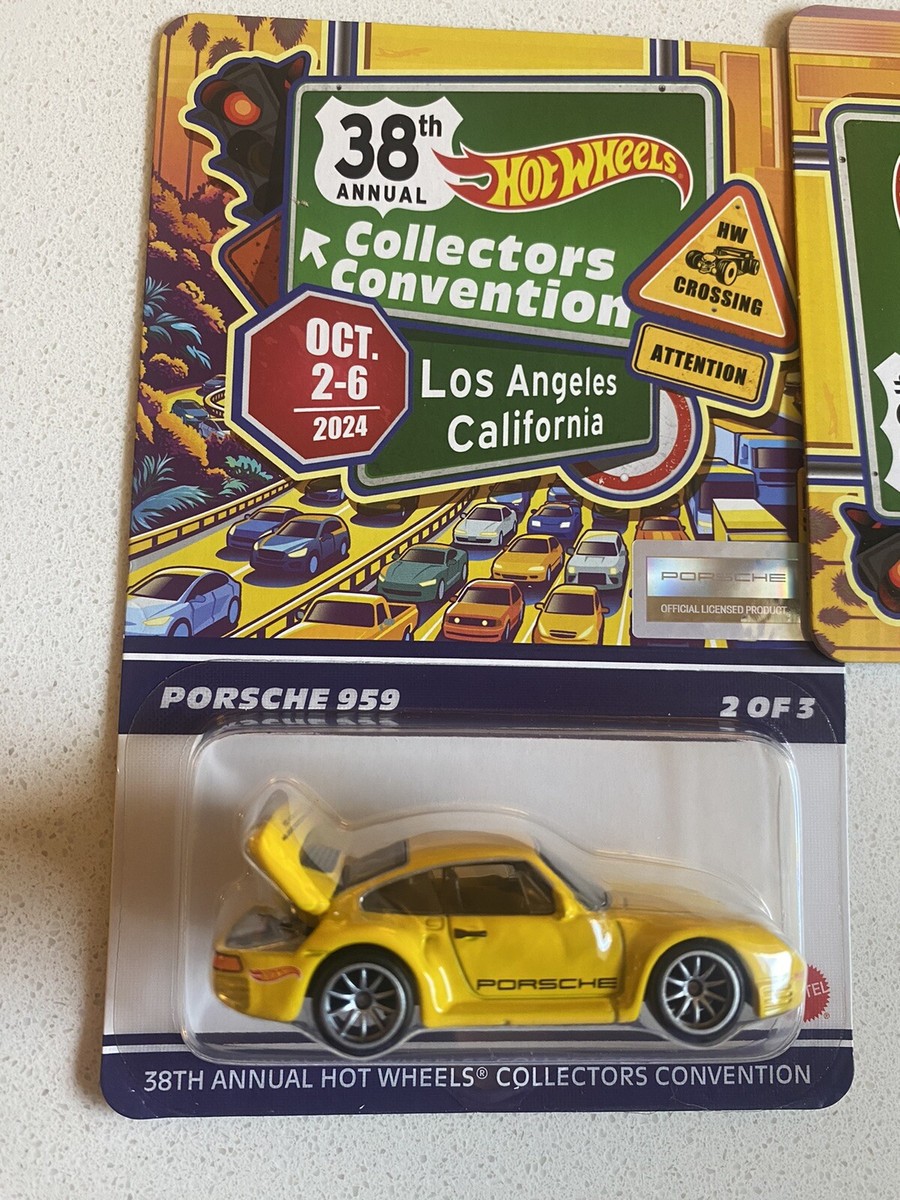 38th
ANNUAL
HOT WHEELS
Collectors
Convention
HW
CROSSING
ATTENTION
OCT.
2-6
2024
Los Angeles
California
PORSCHE
OFFICIAL LICENSED PRODUCT
PORSCHE 959
2 OF 3
PORSCHE
TEL
®
38TH ANNUAL HOT WHEELS® COLLECTORS CONVENTION